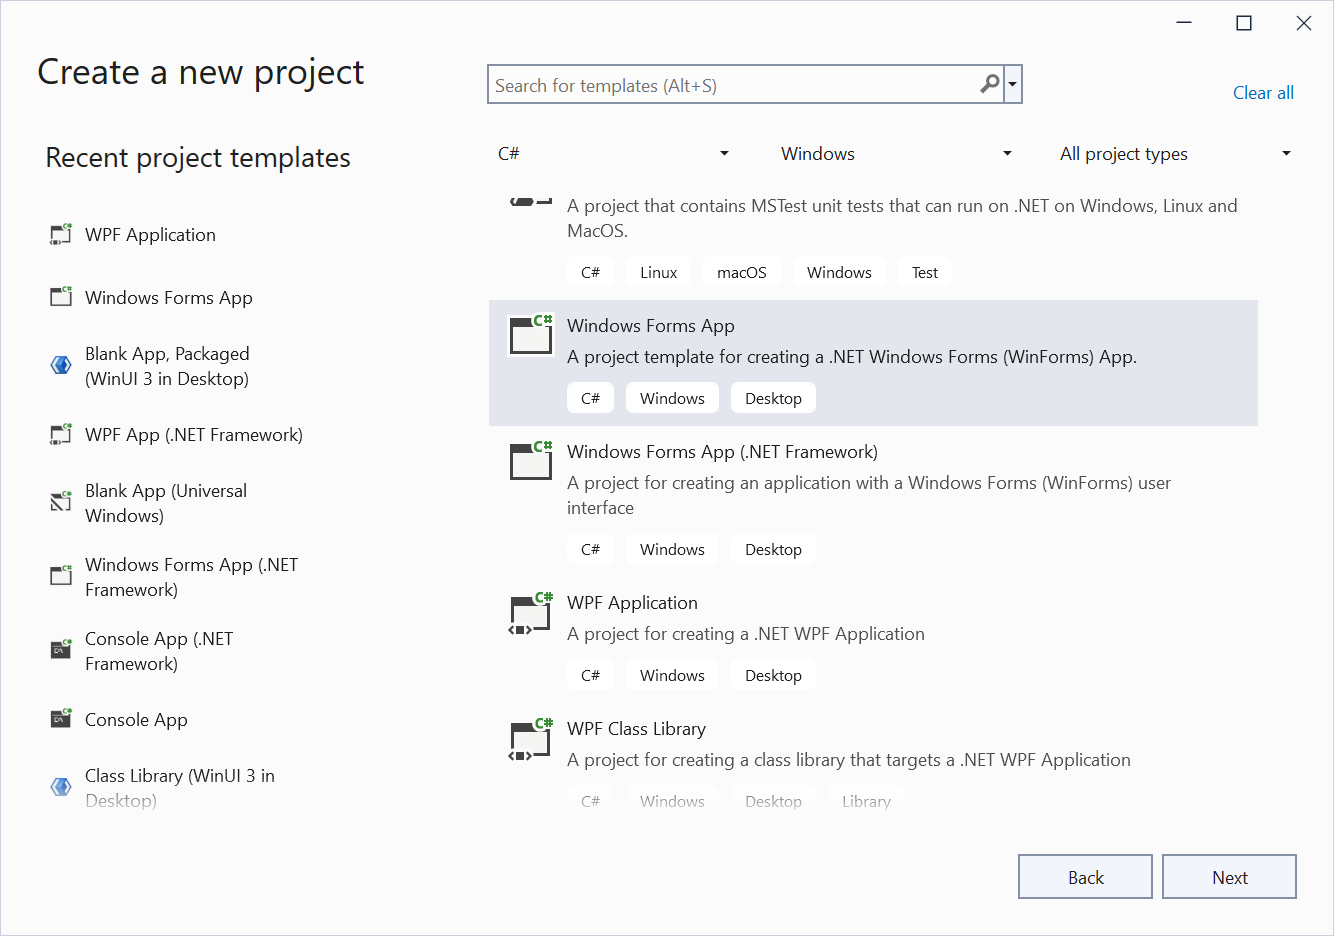 Create a new project
Search for templates (Alt+S)
Clear all
Recent project templates
C#
Windows
All project types
WPF Application
Windows Forms App
Blank App, Packaged
(WinUI 3 in Desktop)
WPF App (.NET Framework)
Blank App (Universal
Windows)
Windows Forms App (.NET
Framework)
Console App (.NET
Framework)
Console App
Class Library (WinUI 3 in
Desktop)
A project that contains MSTest unit tests that can run on .NET on Windows, Linux and
MacOS.
C# Linux macOS Windows Test
Windows Forms App
A project template for creating a .NET Windows Forms (WinForms) App.
C# Windows Desktop
Windows Forms App (.NET Framework)
A project for creating an application with a Windows Forms (WinForms) user
interface
C# Windows Desktop
WPF Application
A project for creating a .NET WPF Application
C# Windows Desktop
WPF Class Library
A project for creating a class library that targets a .NET WPF Application
C# Windows Desktop Library
Back
Next